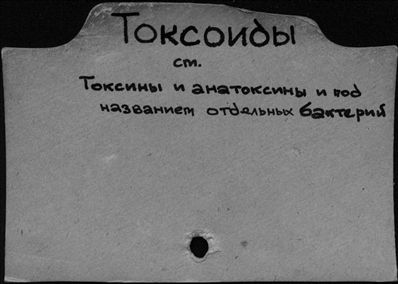 Токсоиды
см.
Токсины и анатоксины и под
названием отдельных бактерий